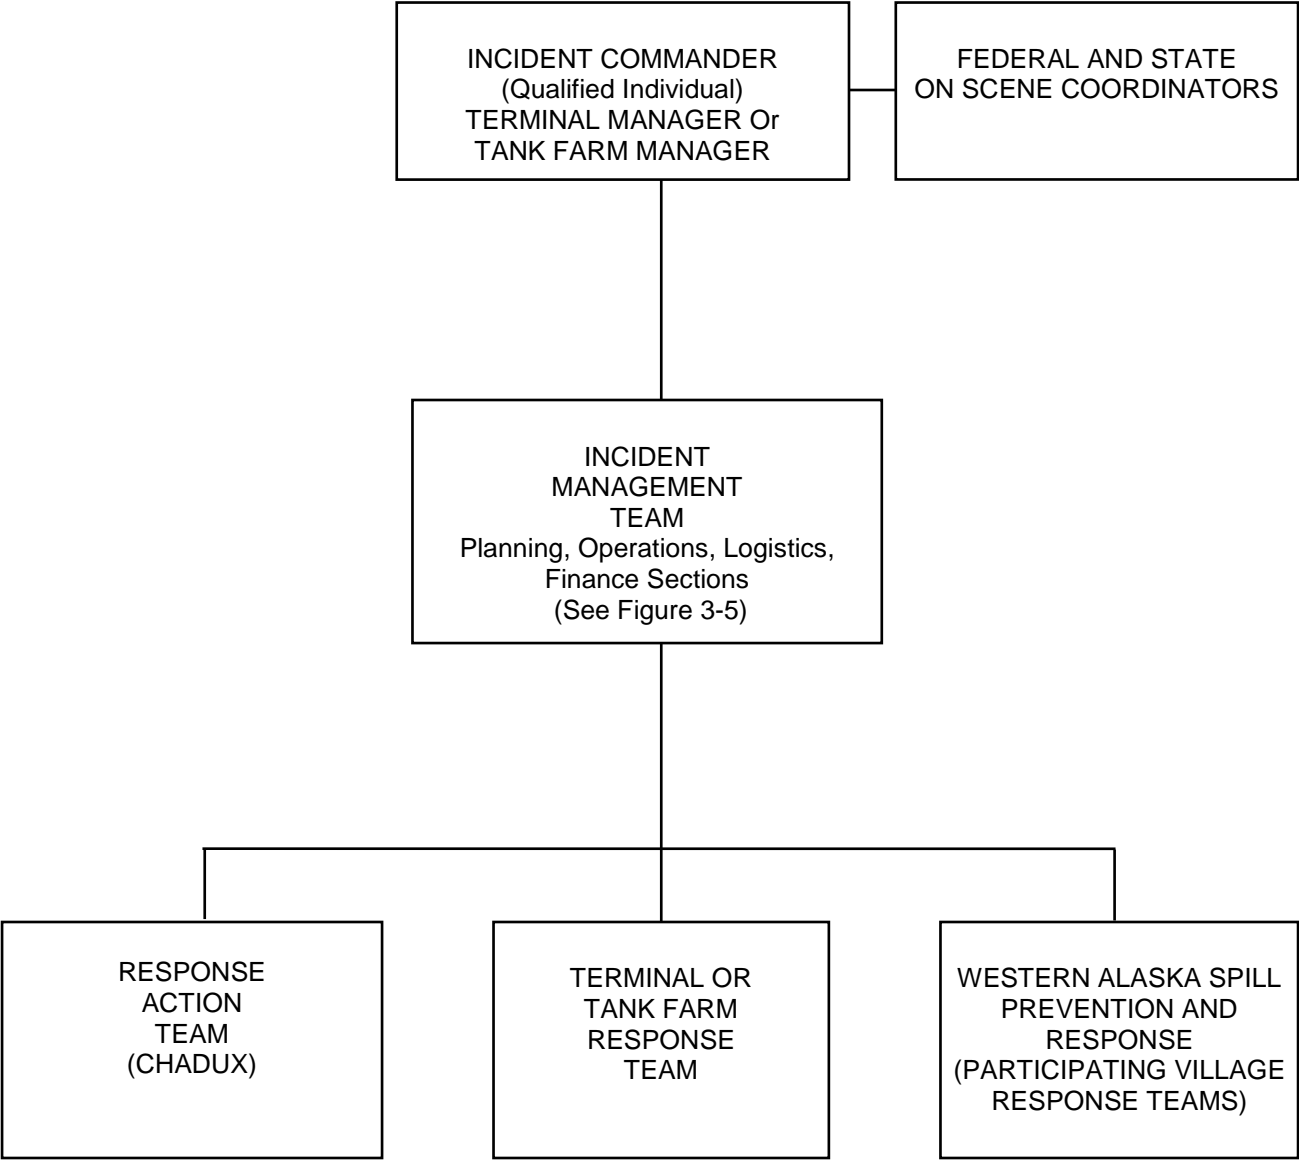 INCIDENT COMMANDER
(Qualified Individual)
TERMINAL MANAGER Or
TANK FARM MANAGER
FEDERAL AND STATE
ON SCENE COORDINATORS
INCIDENT
MANAGEMENT
TEAM
Planning, Operations, Logistics,
Finance Sections
(See Figure 3-5)
RESPONSE
ACTION
TEAM
(CHADUX)
TERMINAL OR
TANK FARM
RESPONSE
TEAM
WESTERN ALASKA SPILL
PREVENTION AND
RESPONSE
(PARTICIPATING VILLAGE
RESPONSE TEAMS)